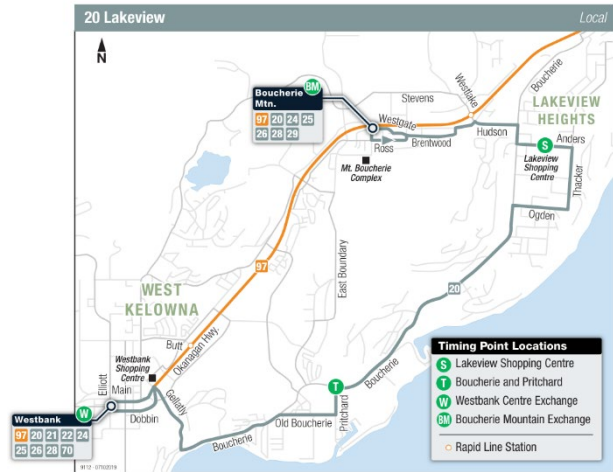 20 Lakeview
Local
N
Boucherie
Mtn.
BM
97 20 24 25
26 28 29
Stevens
Westgate
Westlake
Boucherie
LAKEVIEW
HEIGHTS
Ross
Brentwood
Hudson
S
Anders
Lakeview
Shopping
Centre
Thacker
Mt. Boucherie
Complex
Ogden
East Boundary
97
20
WEST
KELOWNA
Butt
Okanagan Hwy.
Westbank
Shopping
Centre
Elliott
Main
Gellatly
Dobbin
Westbank
W
97 20 21 22 24
25 26 28 70
T
Pritchard
Boucherie
Old Boucherie
Boucherie
Timing Point Locations
S Lakeview Shopping Centre
T Boucherie and Pritchard
W Westbank Centre Exchange
BM Boucherie Mountain Exchange
Rapid Line Station